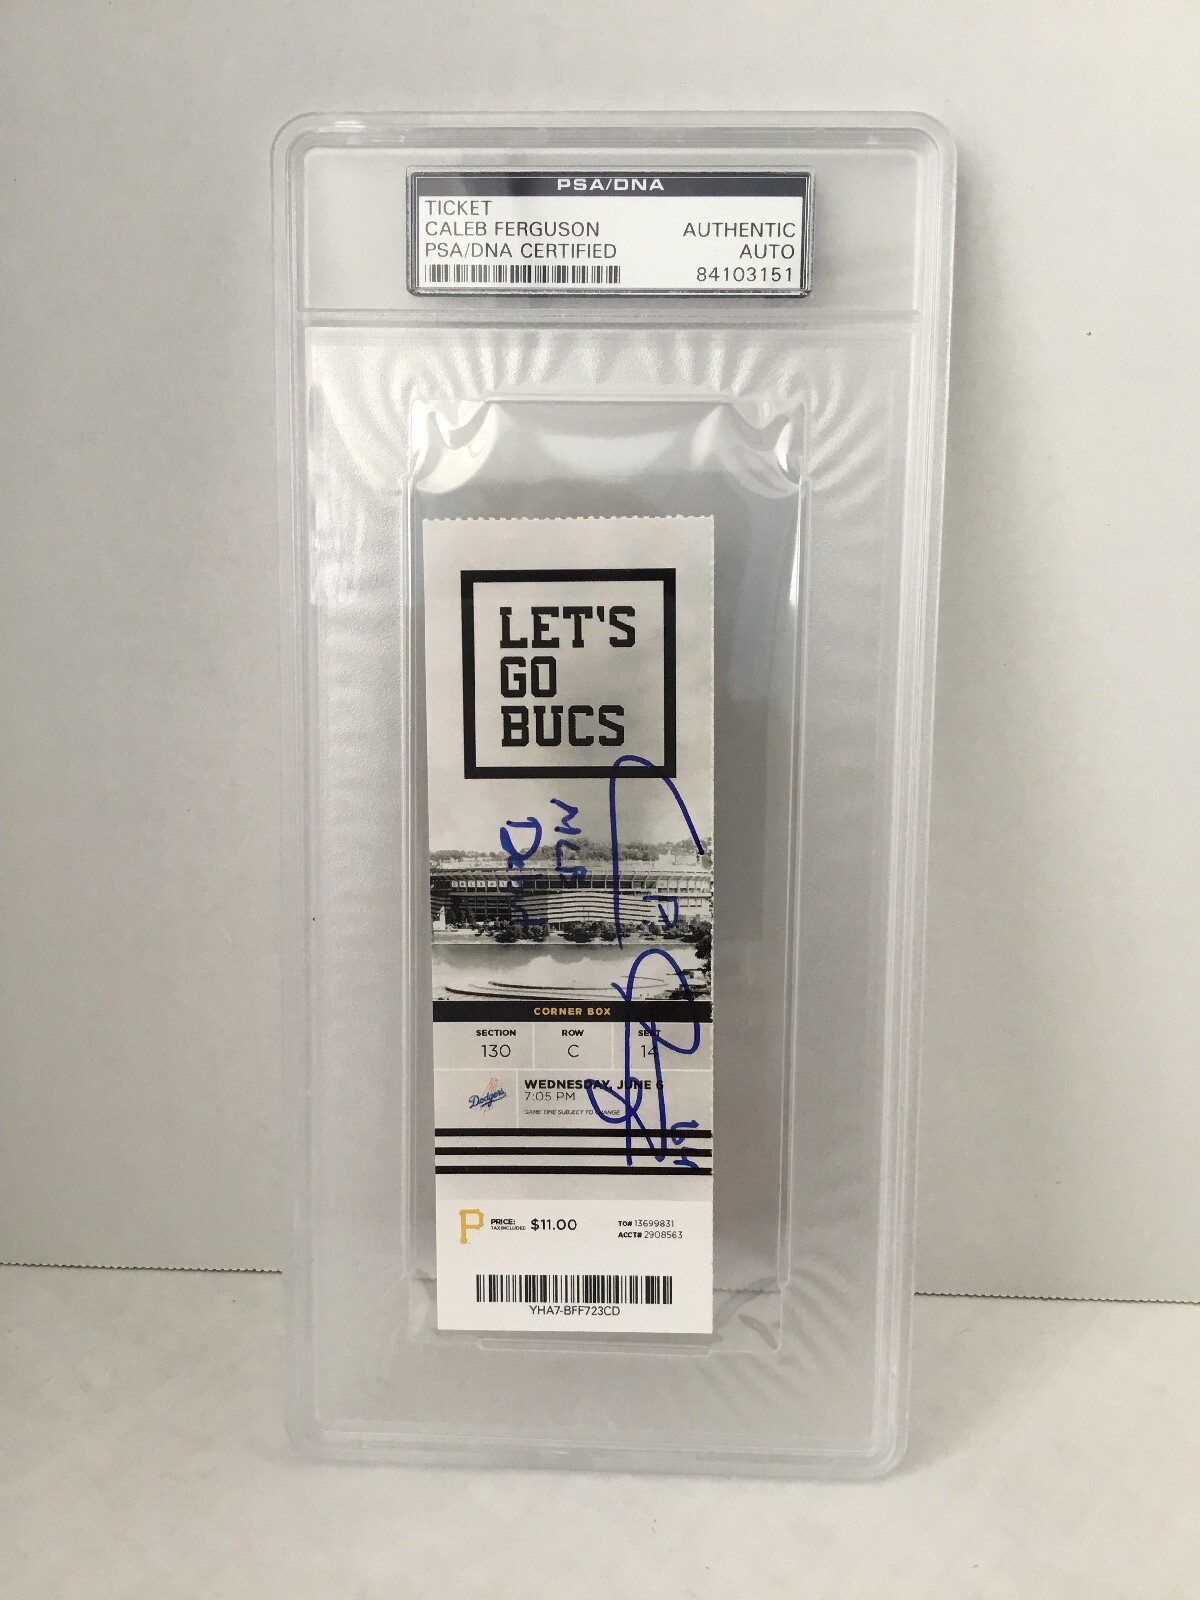 PSA/DNA
TICKET
CALEB FERGUSON
PSA/DNA CERTIFIED
AUTHENTIC
AUTO
84103151
LET'S
GO
BUCS
MLB
Debut
CORNER BOX
SECTION ROW SEAT
130 C 14
Dodgers
WEDNESDAY, JUNE 6
7:05 PM
GAME TIME SUBJECT TO CHANGE
P PRICE: $11.00
TAX INCLUDED
TO# 13699831
ACCT# 2908563
YHA7-BFF723CD